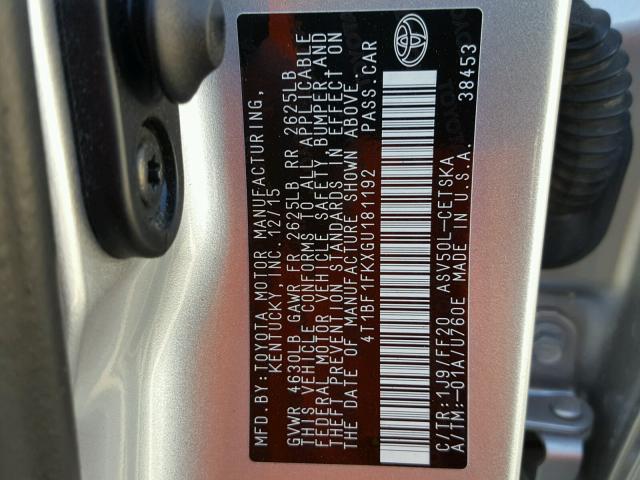 MFD. BY: TOYOTA MOTOR MANUFACTURING,
KENTUCKY, INC. 12/15
GVWR 4630LB GAWR FR 2625LB RR 2625LB
THIS VEHICLE CONFORMS TO ALL APPLICABLE
FEDERAL MOTOR VEHICLE SAFETY, BUMPER AND
THEFT PREVENTION STANDARDS IN EFFECT ON
THE DATE OF MANUFACTURE SHOWN ABOVE.
4T1BF1FKXGU181192 PASS.CAR
C/TR:1J9/FF20 ASV50L-CETSKA
A/TM:-01A/U760E MADE IN U.S.A.
38453